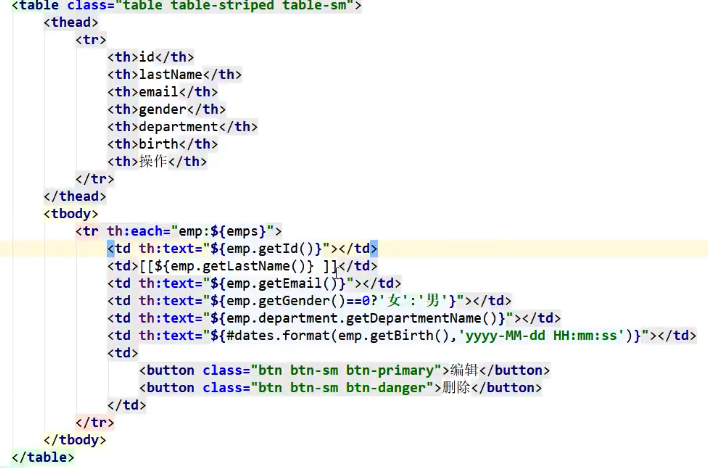 <table class="table table-striped table-sm">
<thead>
<tr>
<th>id</th>
<th>lastName</th>
<th>email</th>
<th>gender</th>
<th>department</th>
<th>birth</th>
<th>操作</th>
</tr>
</thead>
<tbody>
<tr th:each="emp:${emps}">
<td th:text="${emp.getId()}"></td>
<td>[[${emp.getLastName()} ]]</td>
<td th:text="${emp.getEmail()}"></td>
<td th:text="${emp.getGender()==0?'女':'男'}"></td>
<td th:text="${emp.department.getDepartmentName()}"></td>
<td th:text="${#dates.format(emp.getBirth(),'yyyy-MM-dd HH:mm:ss')}"></td>
<td>
<button class="btn btn-sm btn-primary">编辑</button>
<button class="btn btn-sm btn-danger">删除</button>
</td>
</tr>
</tbody>
</table>